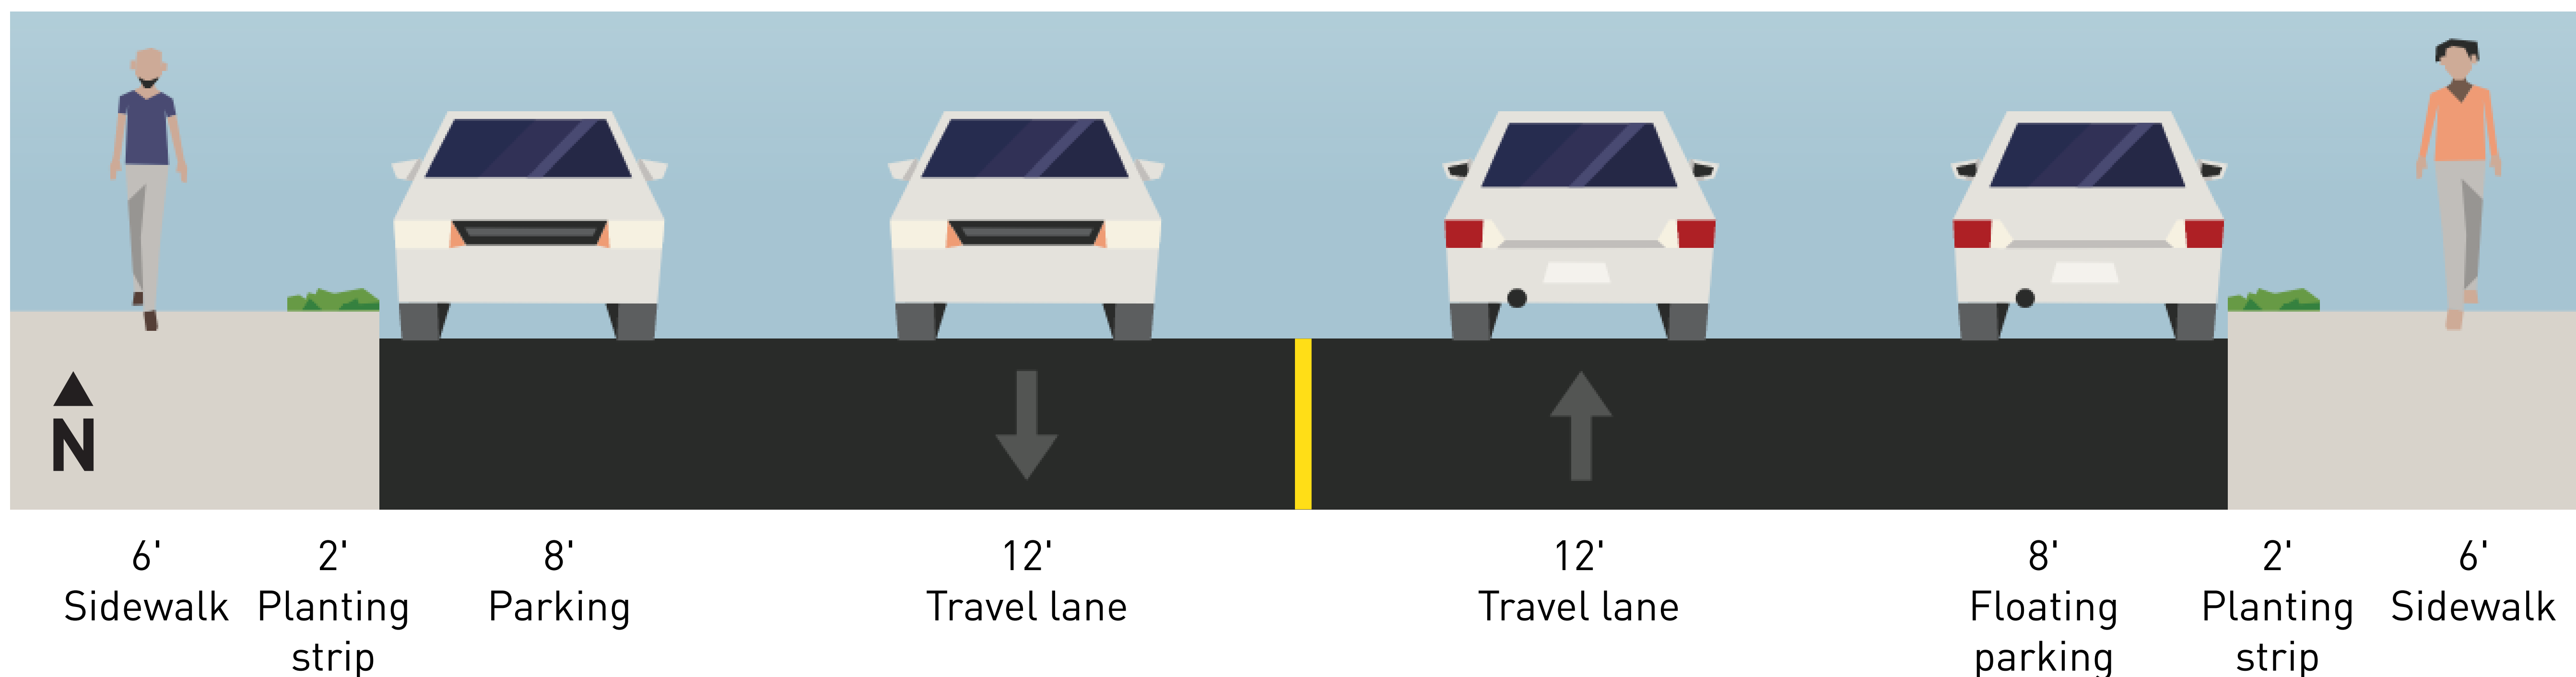 N
6' 2' 8' 12' 12' 8' 2' 6'
Sidewalk Planting Parking Travel lane Travel lane Floating Planting Sidewalk
strip parking strip